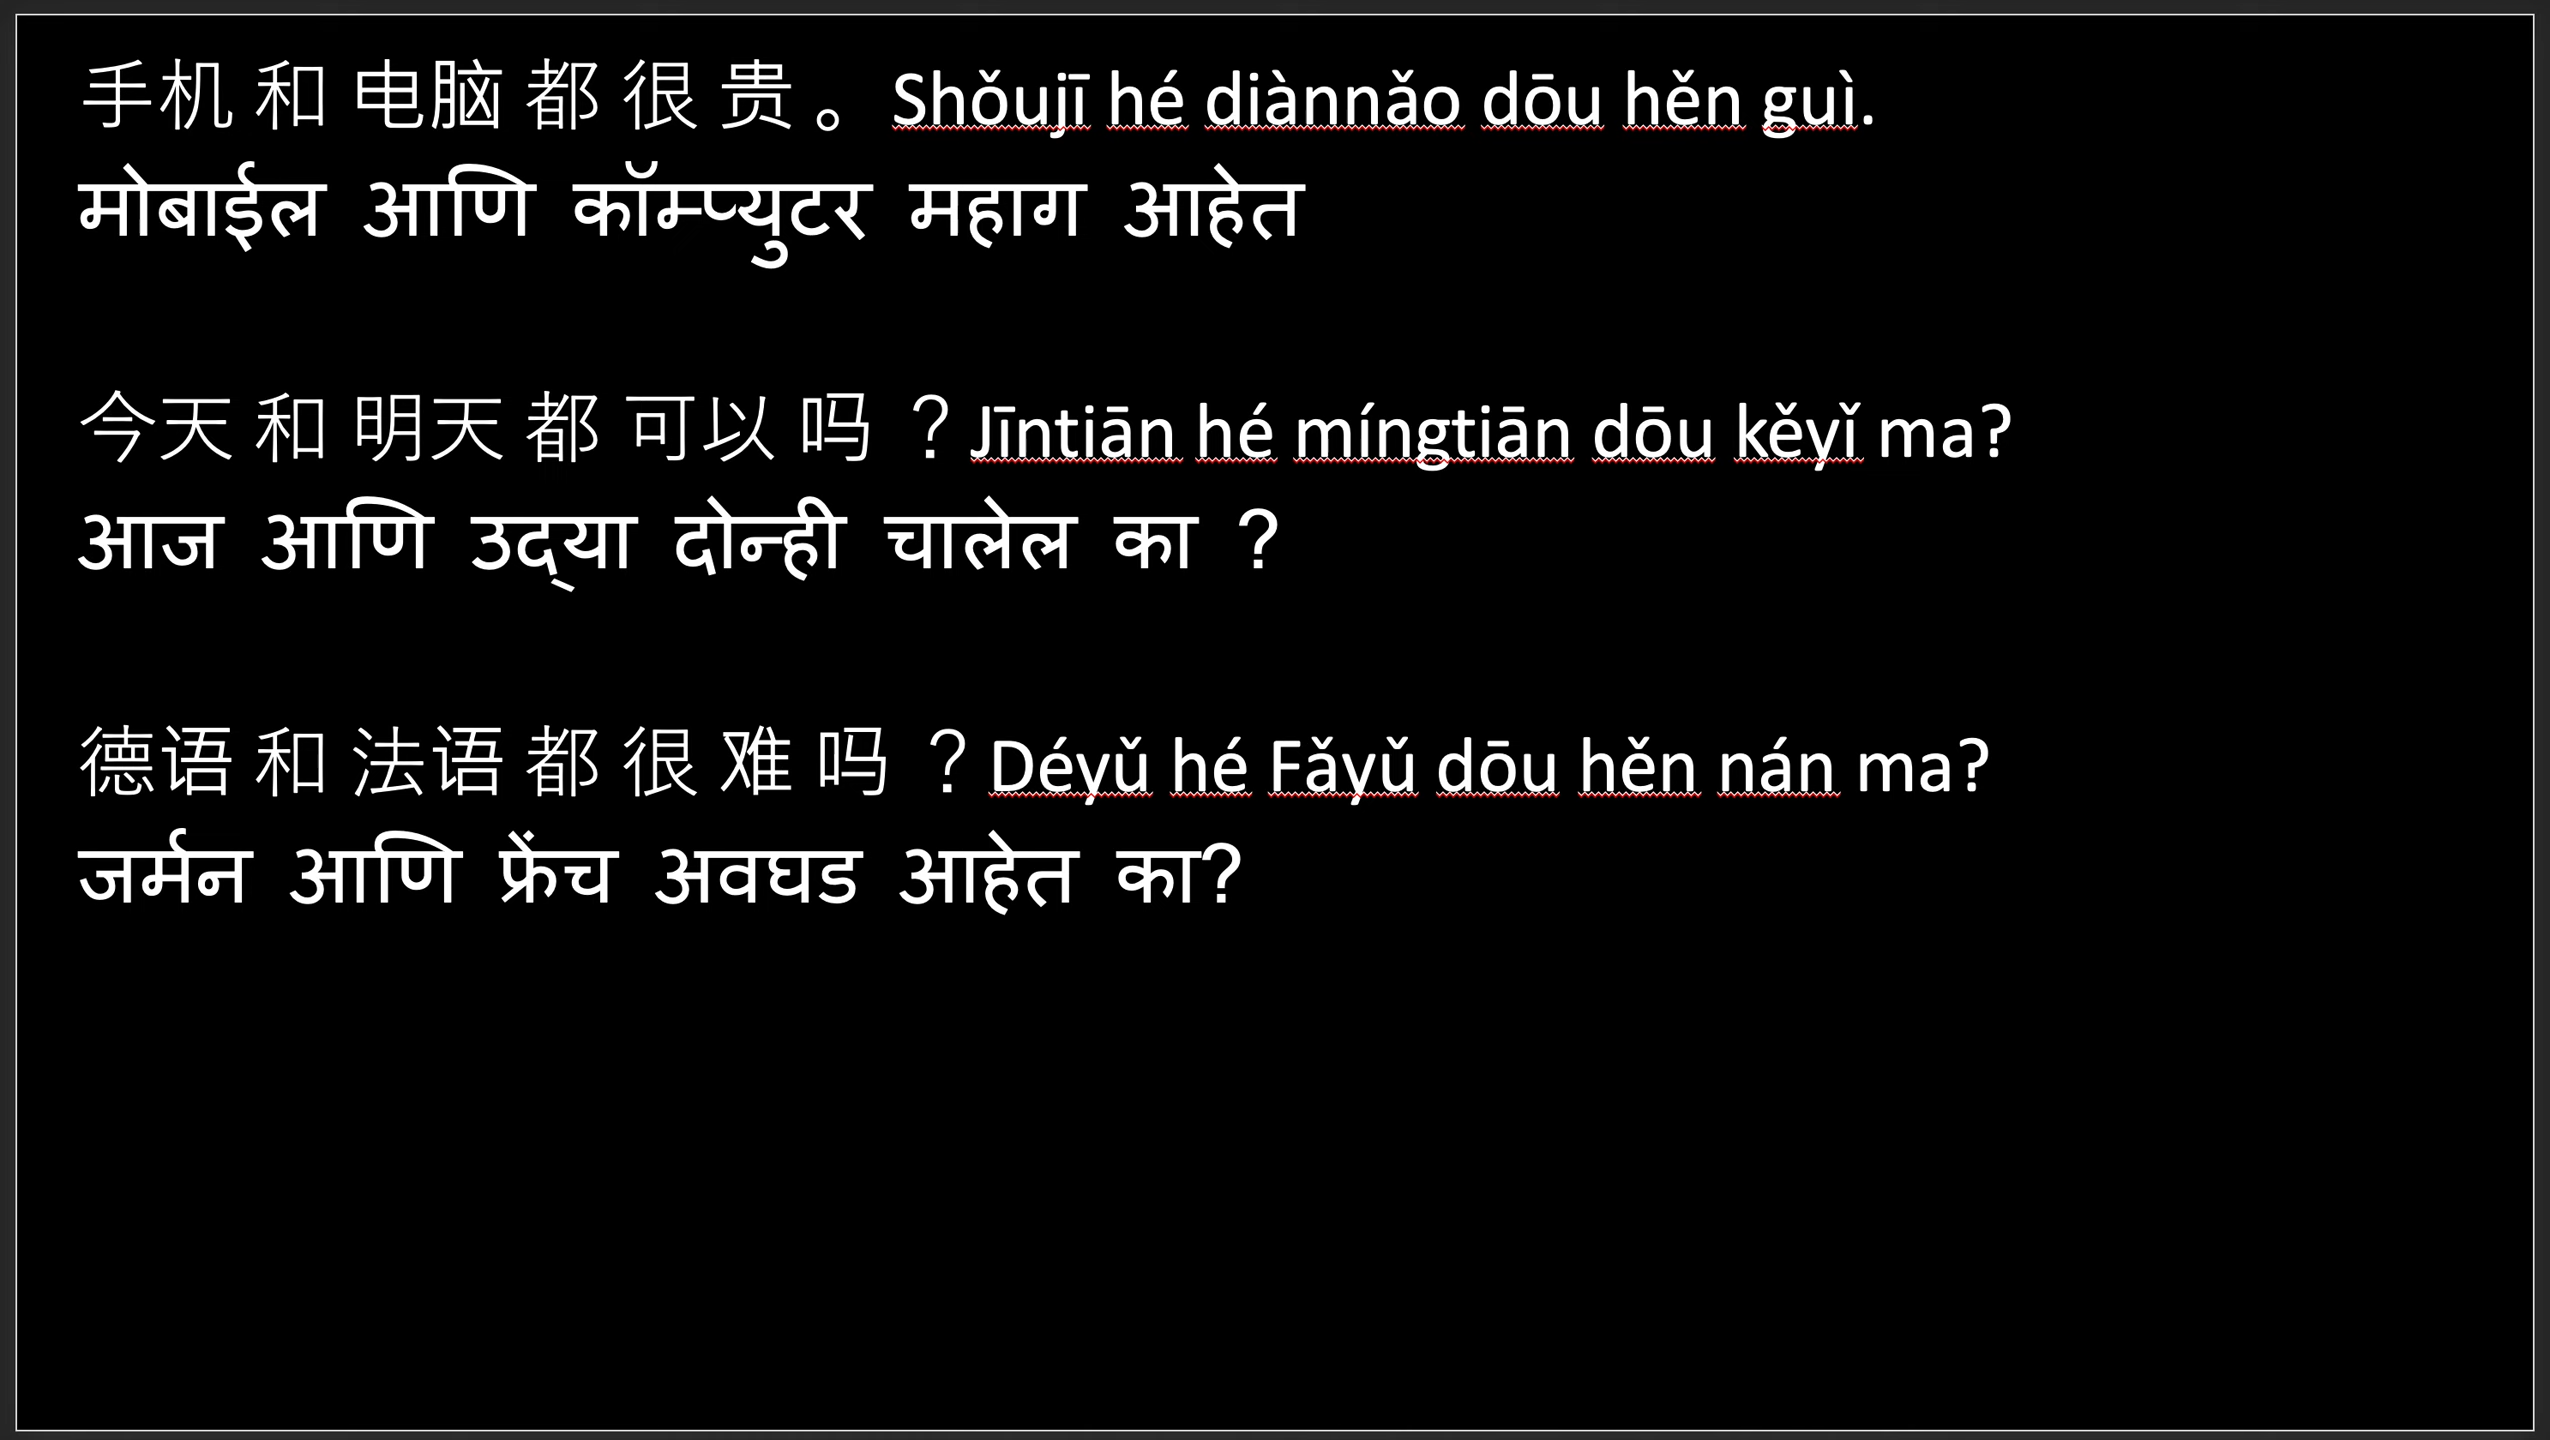 手机 和 电脑 都 很 贵 。 Shǒujī hé diànnǎo dōu hěn guì.
मोबाईल आणि कॉम्प्युटर महाग आहेत
今天 和 明天 都 可以 吗 ？Jīntiān hé míngtiān dōu kěyǐ ma?
आज आणि उद्‌या दोन्ही चालेल का ?
德语 和 法语 都 很 难 吗 ？Déyǔ hé Fǎyǔ dōu hěn nán ma?
जर्मन आणि फ्रेंच अवघड आहेत का?